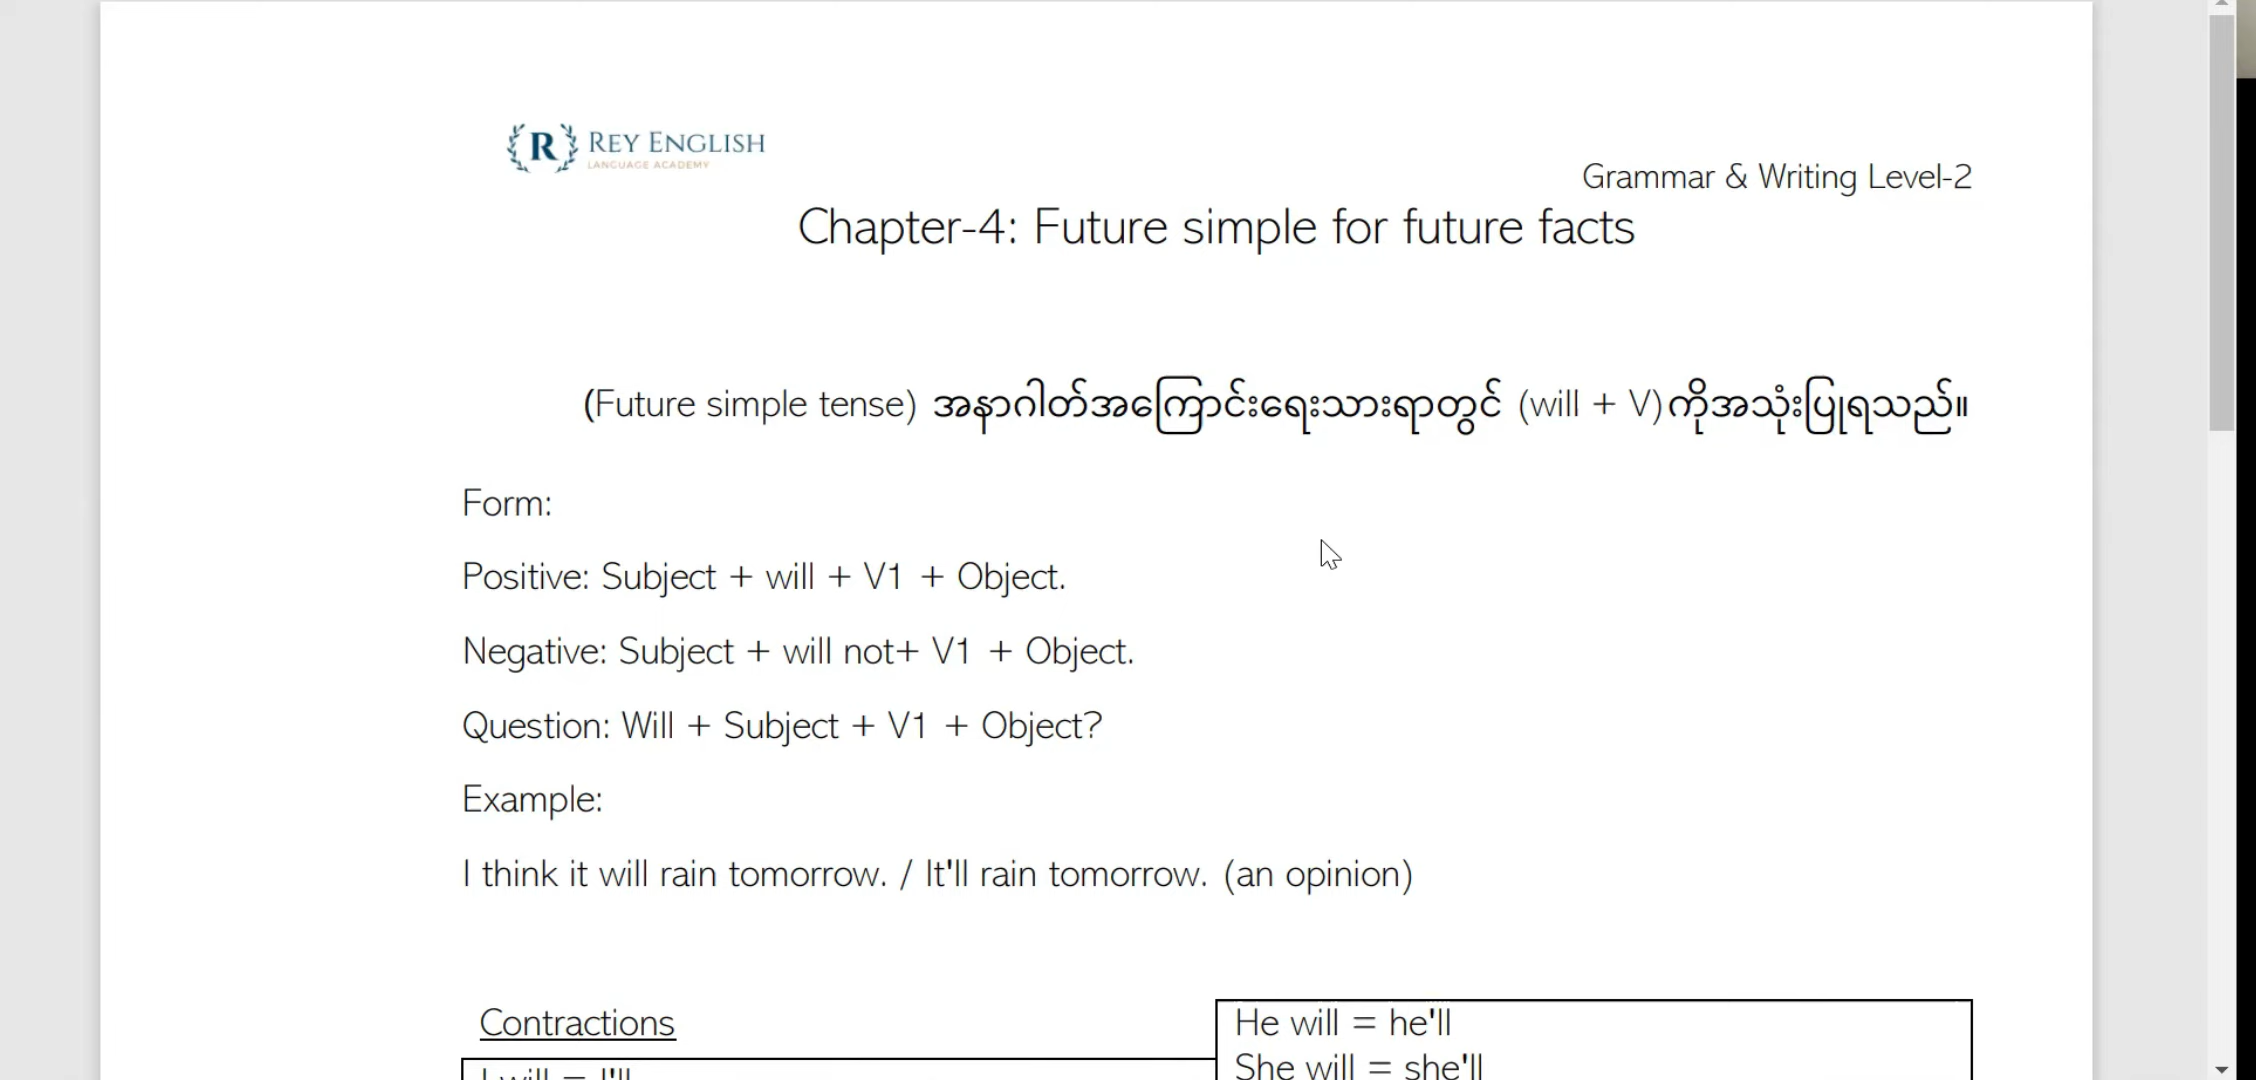 R REY ENGLISH
LANGUAGE ACADEMY
Grammar & Writing Level-2
Chapter-4: Future simple for future facts
(Future simple tense) အနာဂါတ်အကြောင်းရေးသားရာတွင် (will + V)ကိုအသုံးပြုရသည်။
Form:
Positive: Subject + will + V1 + Object.
Negative: Subject + will not+ V1 + Object.
Question: Will + Subject + V1 + Object?
Example:
I think it will rain tomorrow. / It'll rain tomorrow. (an opinion)
Contractions
He will = he'll
She will = she'll
I will = I'll